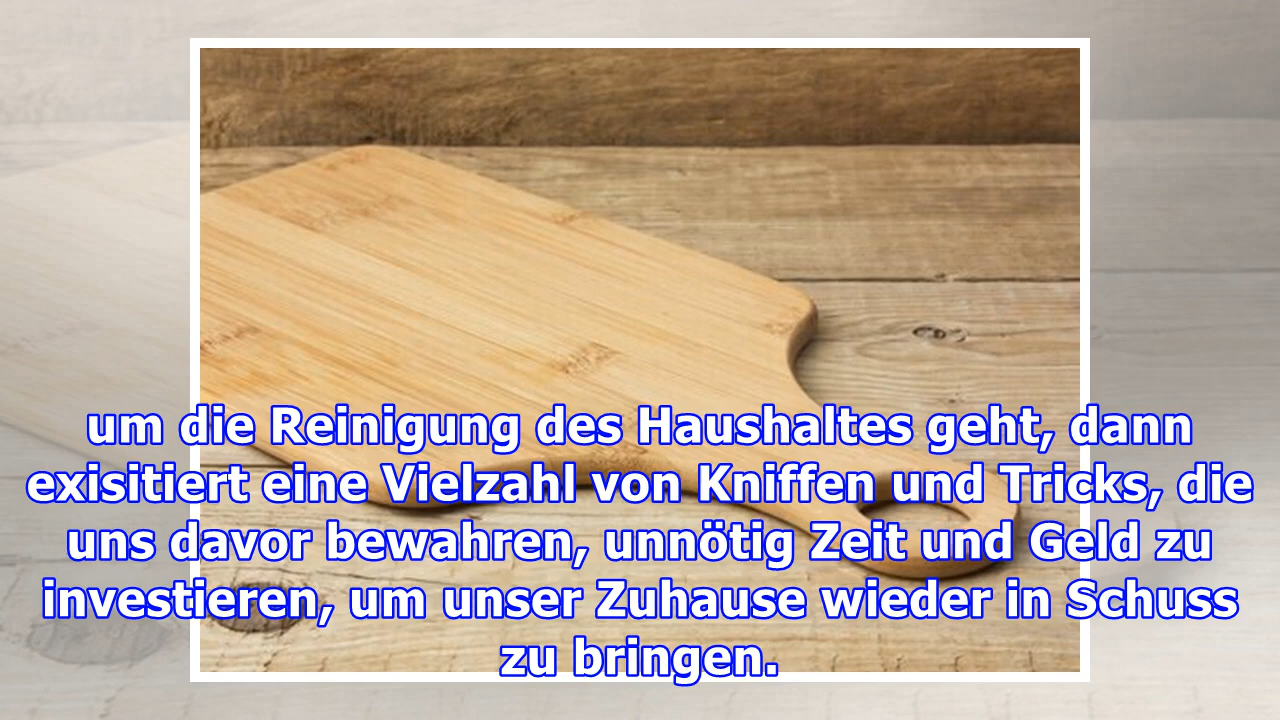 um die Reinigung des Haushaltes geht, dann
exisitiert eine Vielzahl von Kniffen und Tricks, die
uns davor bewahren, unnötig Zeit und Geld zu
investieren, um unser Zuhause wieder in Schuss
zu bringen.